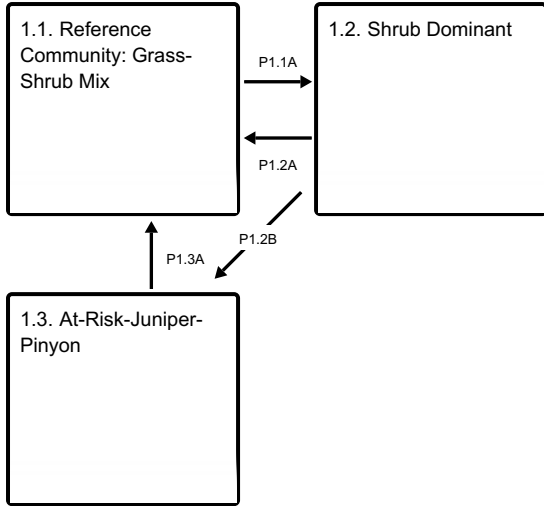 1.1. Reference
Community: Grass-
Shrub Mix
P1.1A
1.2. Shrub Dominant
P1.2A
P1.2B
P1.3A
1.3. At-Risk-Juniper-
Pinyon